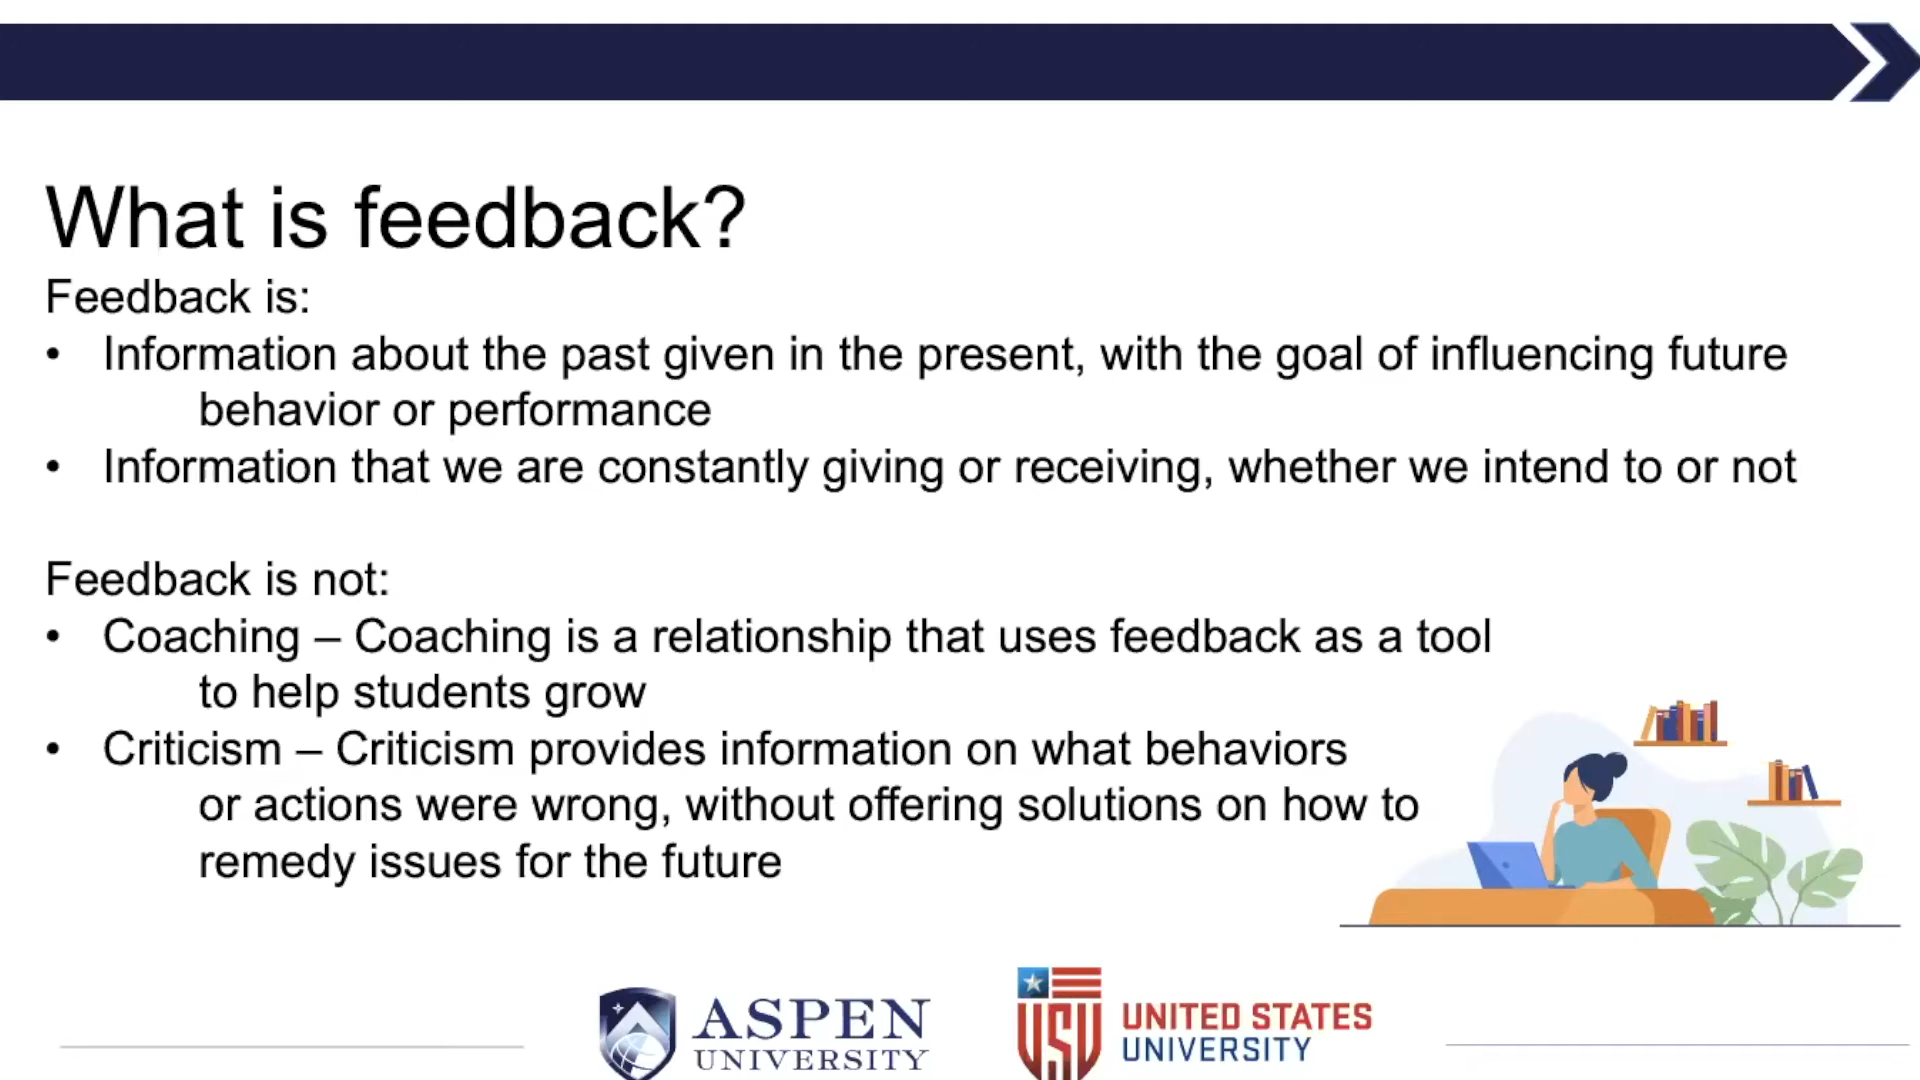 What is feedback?
Feedback is:
• Information about the past given in the present, with the goal of influencing future
behavior or performance
• Information that we are constantly giving or receiving, whether we intend to or not
Feedback is not:
• Coaching – Coaching is a relationship that uses feedback as a tool
to help students grow
• Criticism – Criticism provides information on what behaviors
or actions were wrong, without offering solutions on how to
remedy issues for the future
ASPEN
UNIVERSITY
USU
UNITED STATES
UNIVERSITY